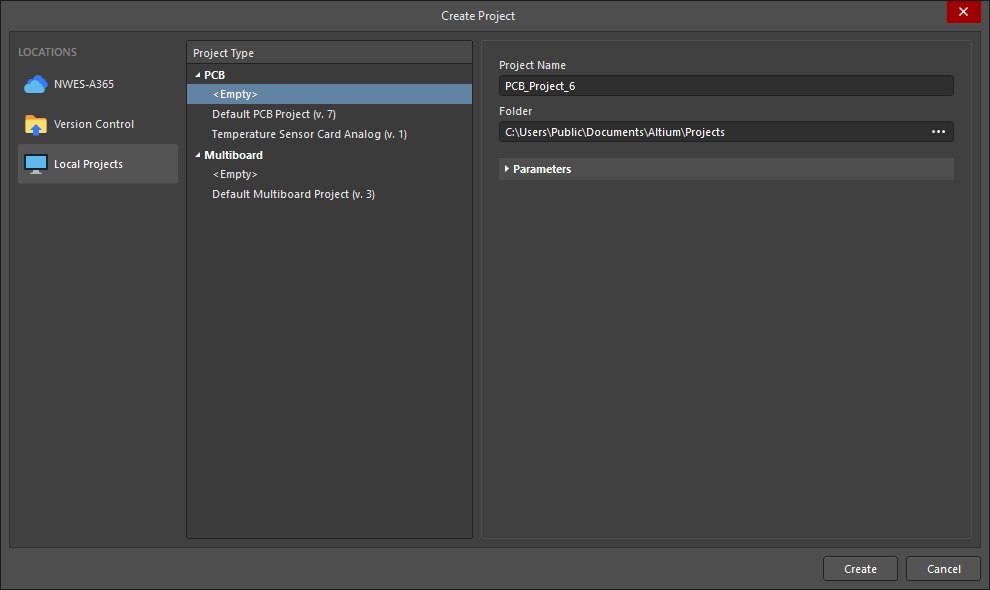 Create Project
LOCATIONS
NWES-A365
Version Control
Local Projects
Project Type
PCB
<Empty>
Default PCB Project (v. 7)
Temperature Sensor Card Analog (v. 1)
Multiboard
<Empty>
Default Multiboard Project (v. 3)
Project Name
PCB_Project_6
Folder
C:\Users\Public\Documents\Altium\Projects
Parameters
Create
Cancel